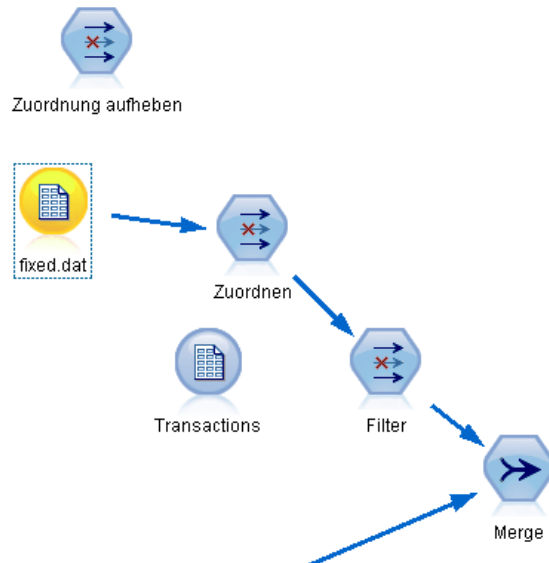 Zuordnung aufheben
fixed.dat
Zuordnen
Transactions
Filter
Merge